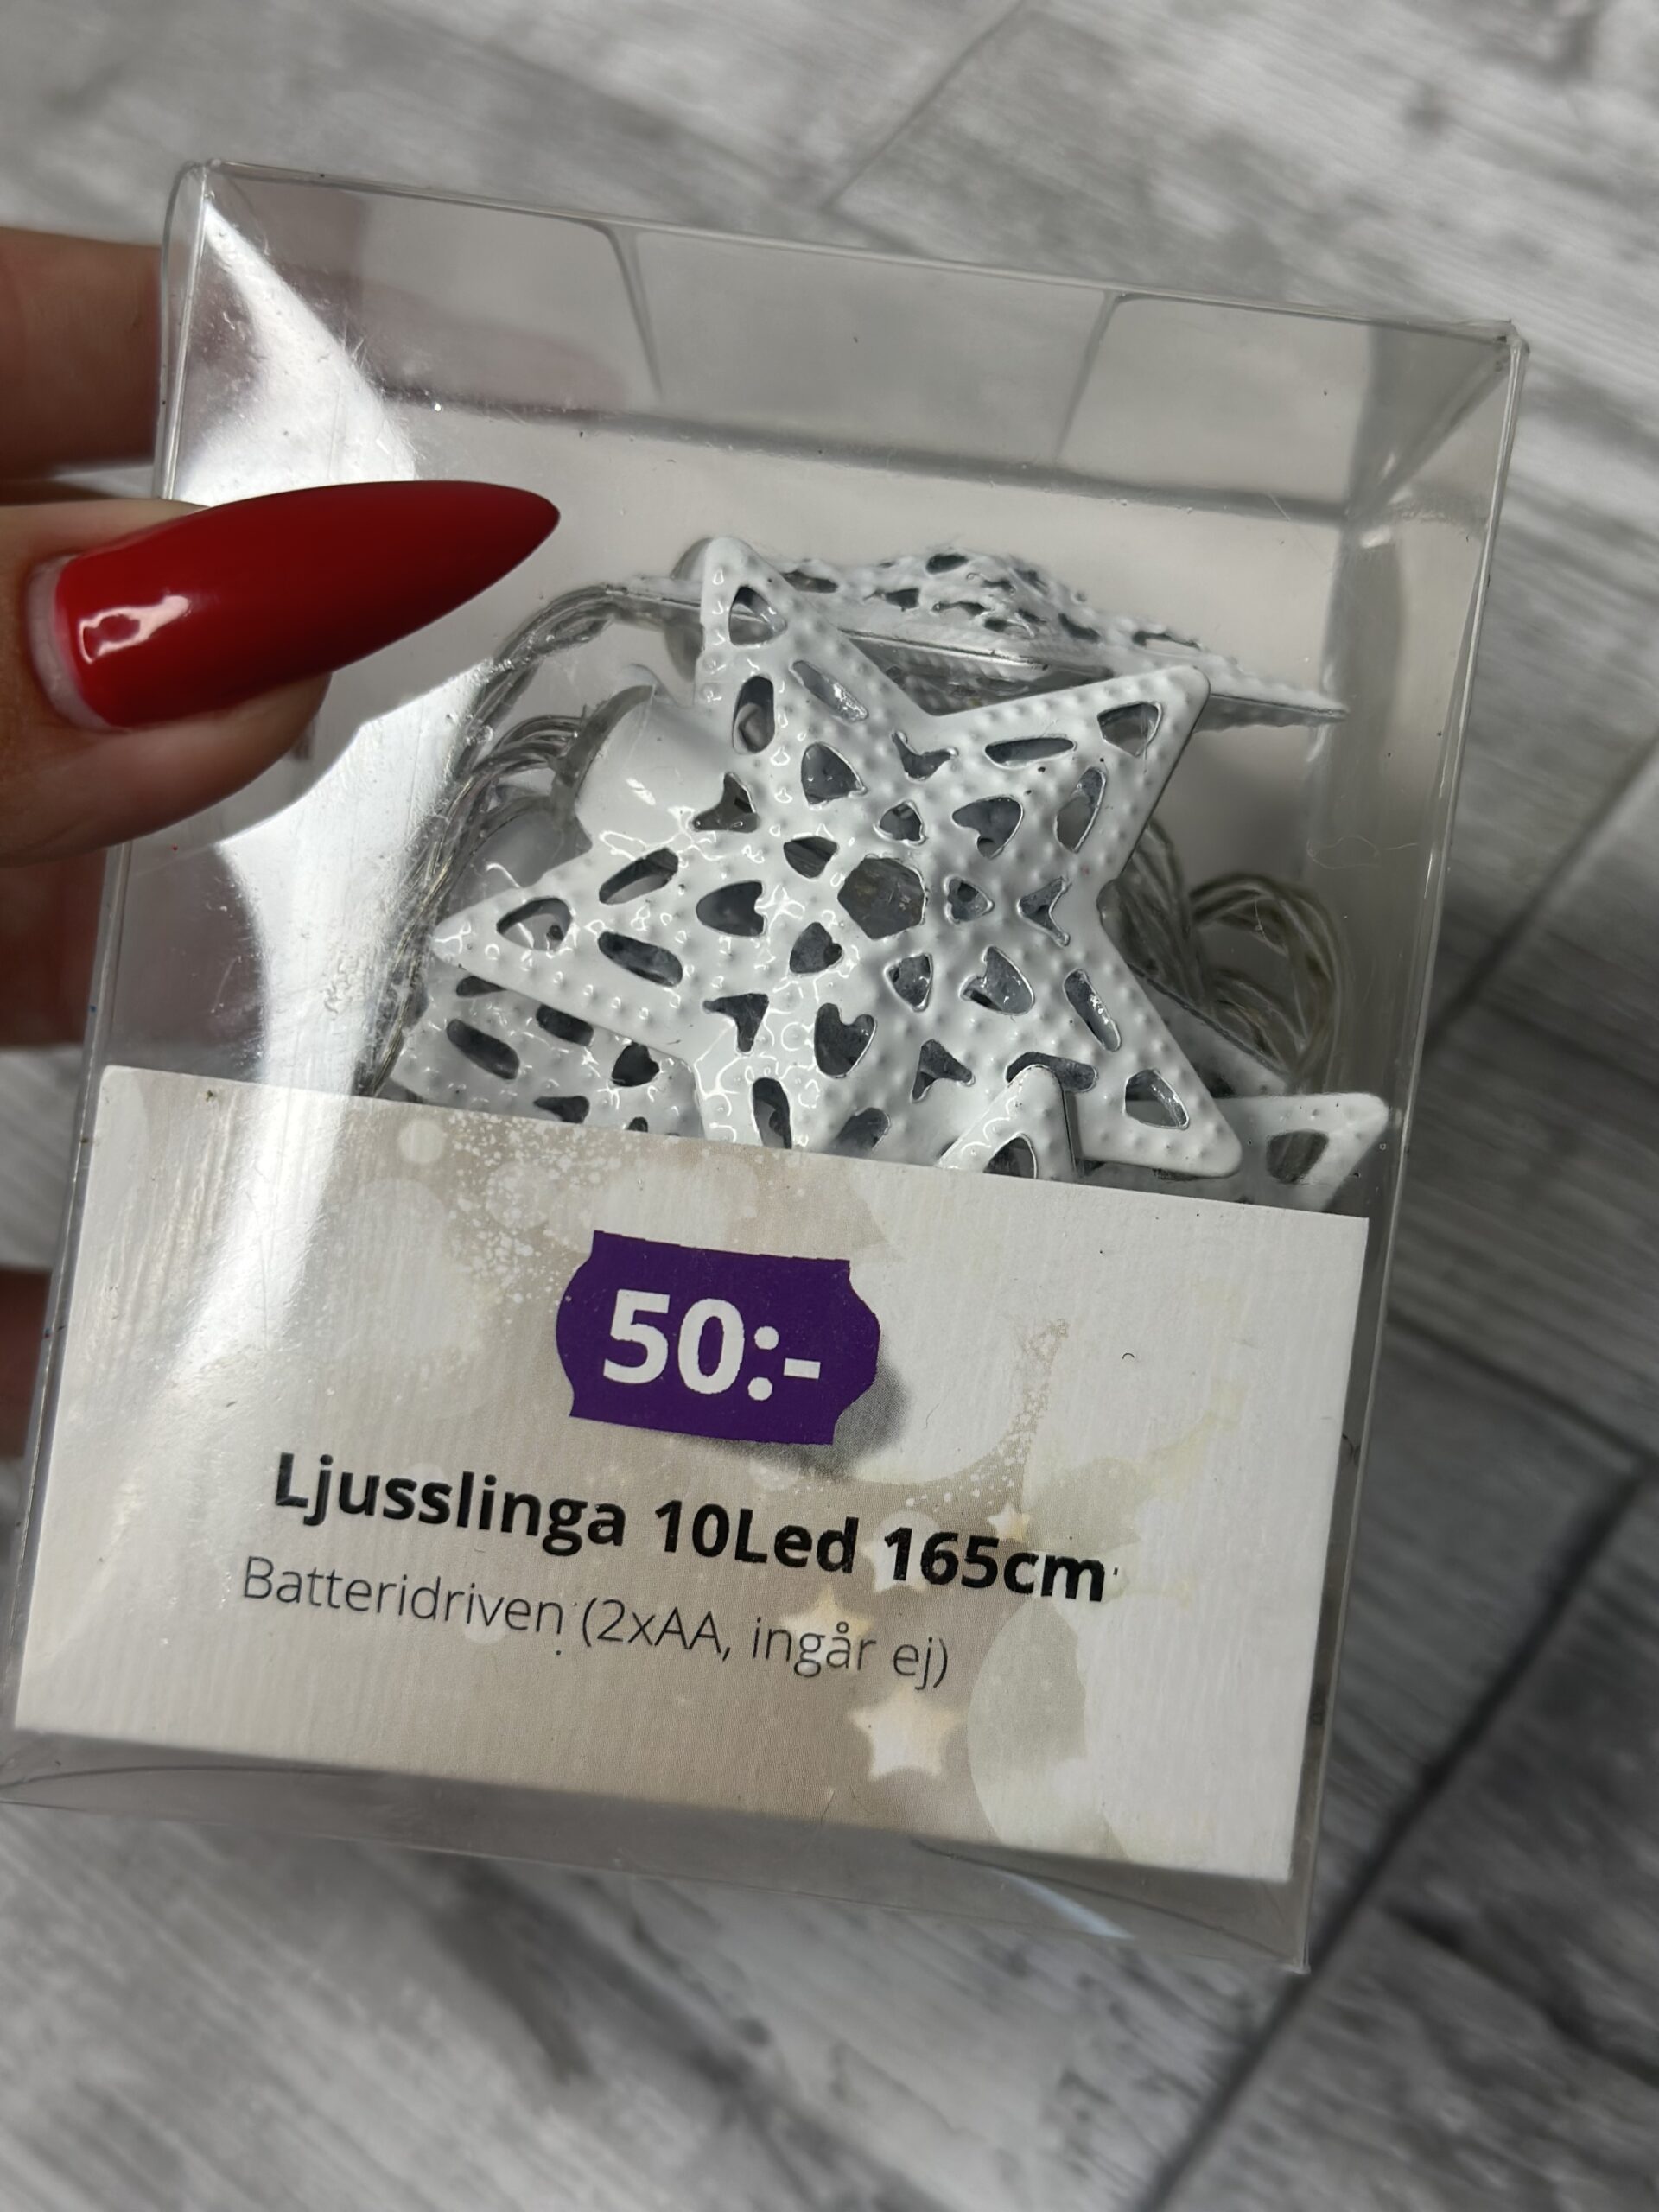 50:-
Ljusslinga 10Led 165cm
Batteridriven (2xAA, ingår ej)